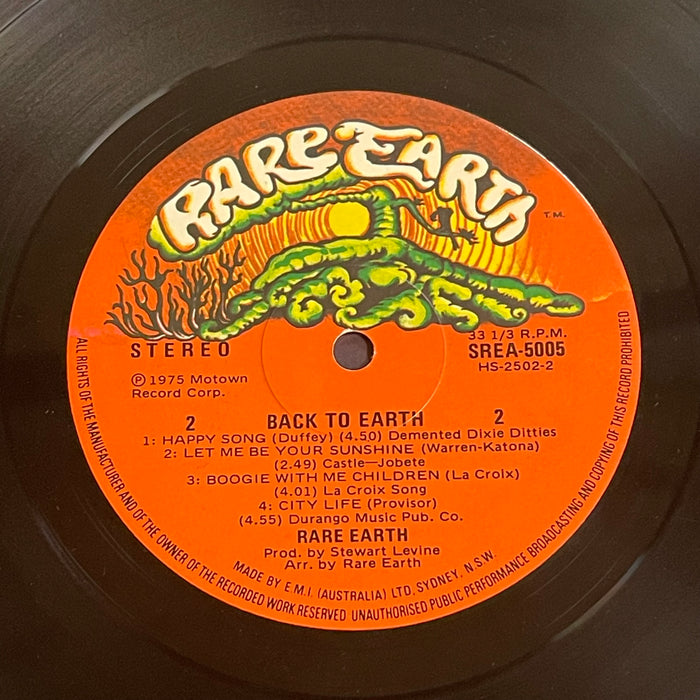 RARE EARTH
T.M.
STEREO
33 1/3 R.P.M.
SREA-5005
HS-2502-2
℗ 1975 Motown
Record Corp.
2 BACK TO EARTH 2
1: HAPPY SONG (Duffey) (4.50) Demented Dixie Ditties
2: LET ME BE YOUR SUNSHINE (Warren-Katona)
(2.49) Castle—Jobete
3: BOOGIE WITH ME CHILDREN (La Croix)
(4.01) La Croix Song
4: CITY LIFE (Provisor)
(4.55) Durango Music Pub. Co.
RARE EARTH
Prod. by Stewart Levine
Arr. by Rare Earth
MADE BY E.M.I. (AUSTRALIA) LTD. SYDNEY, N.S.W.
ALL RIGHTS OF THE MANUFACTURER AND OF THE OWNER OF THE RECORDED WORK RESERVED UNAUTHORISED PUBLIC PERFORMANCE BROADCASTING AND COPYING OF THIS RECORD PROHIBITED